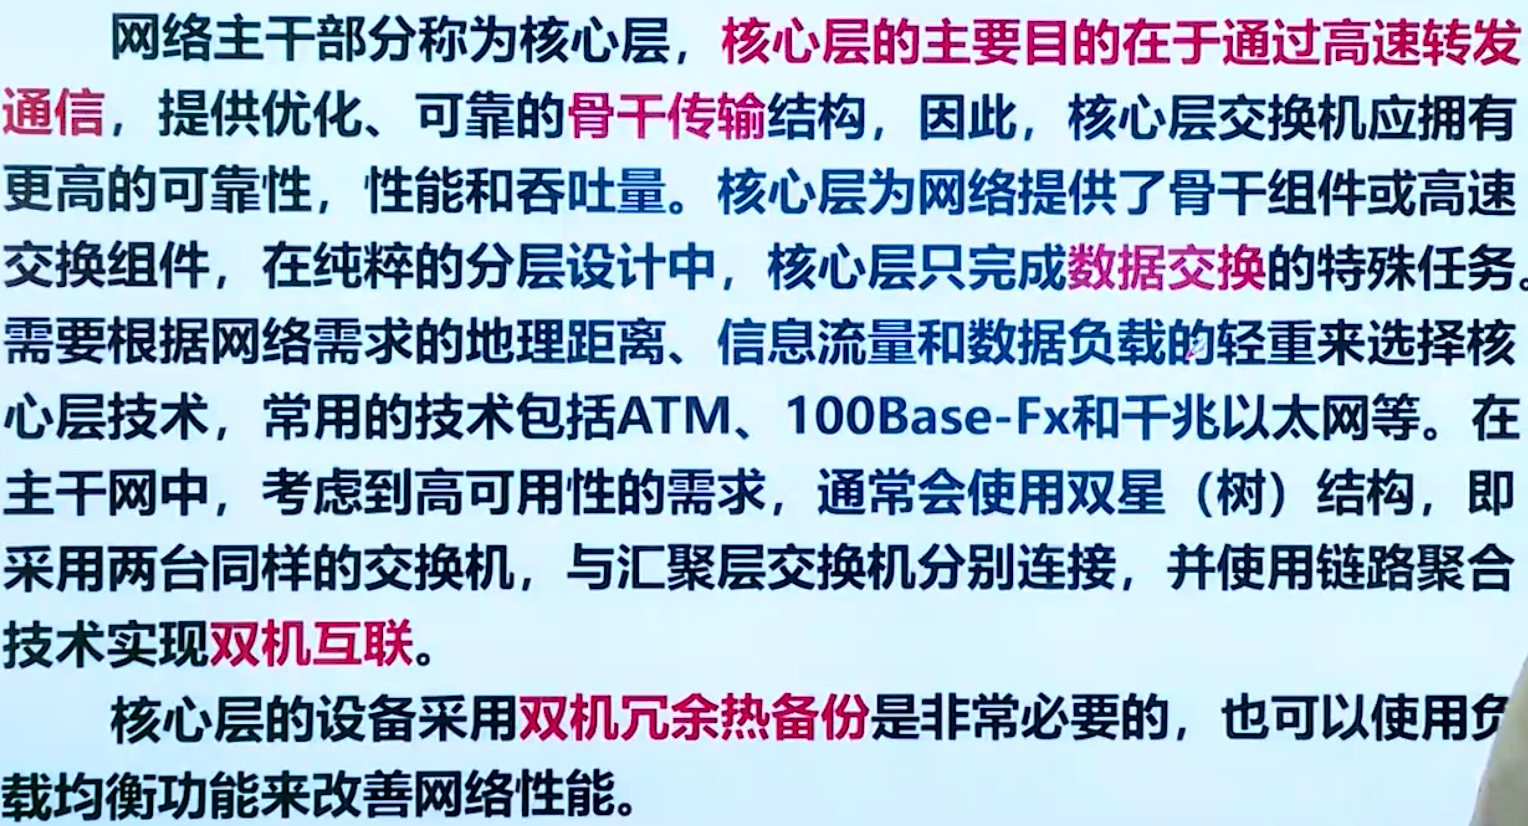 网络主干部分称为核心层，核心层的主要目的在于通过高速转发
通信，提供优化、可靠的骨干传输结构，因此，核心层交换机应拥有
更高的可靠性，性能和吞吐量。核心层为网络提供了骨干组件或高速
交换组件，在纯粹的分层设计中，核心层只完成数据交换的特殊任务。
需要根据网络需求的地理距离、信息流量和数据负载的轻重来选择核
心层技术，常用的技术包括ATM、100Base-Fx和千兆以太网等。在
主干网中，考虑到高可用性的需求，通常会使用双星（树）结构，即
采用两台同样的交换机，与汇聚层交换机分别连接，并使用链路聚合
技术实现双机互联。
核心层的设备采用双机冗余热备份是非常必要的，也可以使用负
载均衡功能来改善网络性能。